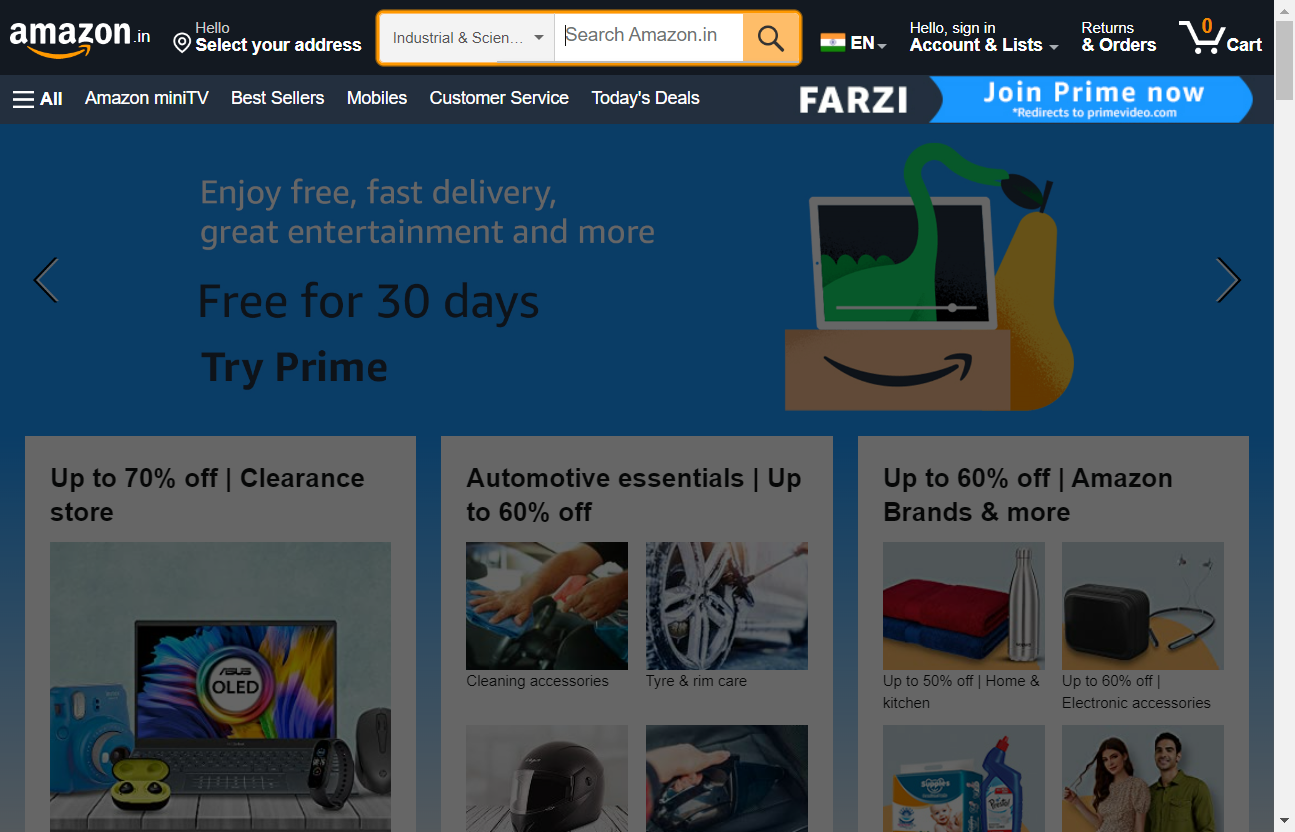 amazon.in
Hello
Select your address
Industrial & Scien...
Search Amazon.in
EN
Hello, sign in
Account & Lists
Returns
& Orders
0
Cart
All
Amazon miniTV
Best Sellers
Mobiles
Customer Service
Today's Deals
FARZI
Join Prime now
*Redirects to primevideo.com
Enjoy free, fast delivery,
great entertainment and more
Free for 30 days
Try Prime
Up to 70% off | Clearance
store
ASUS
OLED
Automotive essentials | Up
to 60% off
Cleaning accessories
Tyre & rim care
Up to 60% off | Amazon
Brands & more
Up to 50% off | Home &
kitchen
Up to 60% off |
Electronic accessories